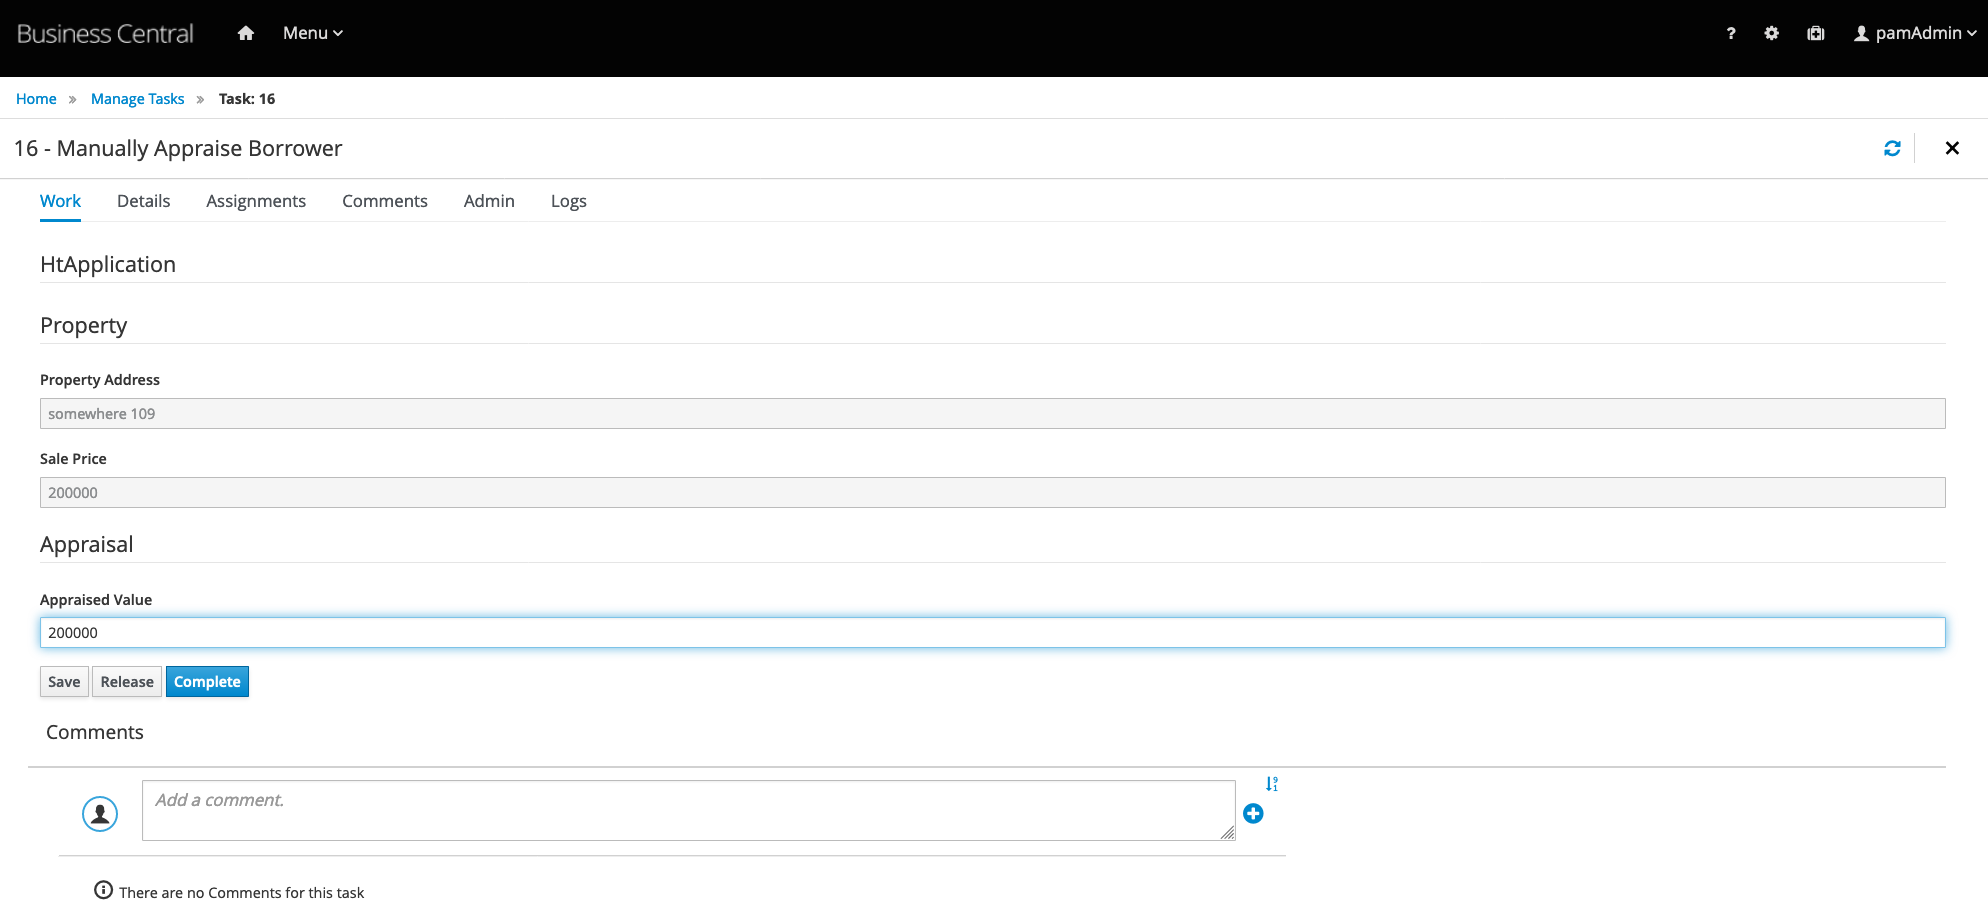 Business Central Menu ? pamAdmin
Home » Manage Tasks » Task: 16
16 - Manually Appraise Borrower
Work Details Assignments Comments Admin Logs
HtApplication
Property
Property Address
somewhere 109
Sale Price
200000
Appraisal
Appraised Value
200000
Save Release Complete
Comments
Add a comment.
There are no Comments for this task